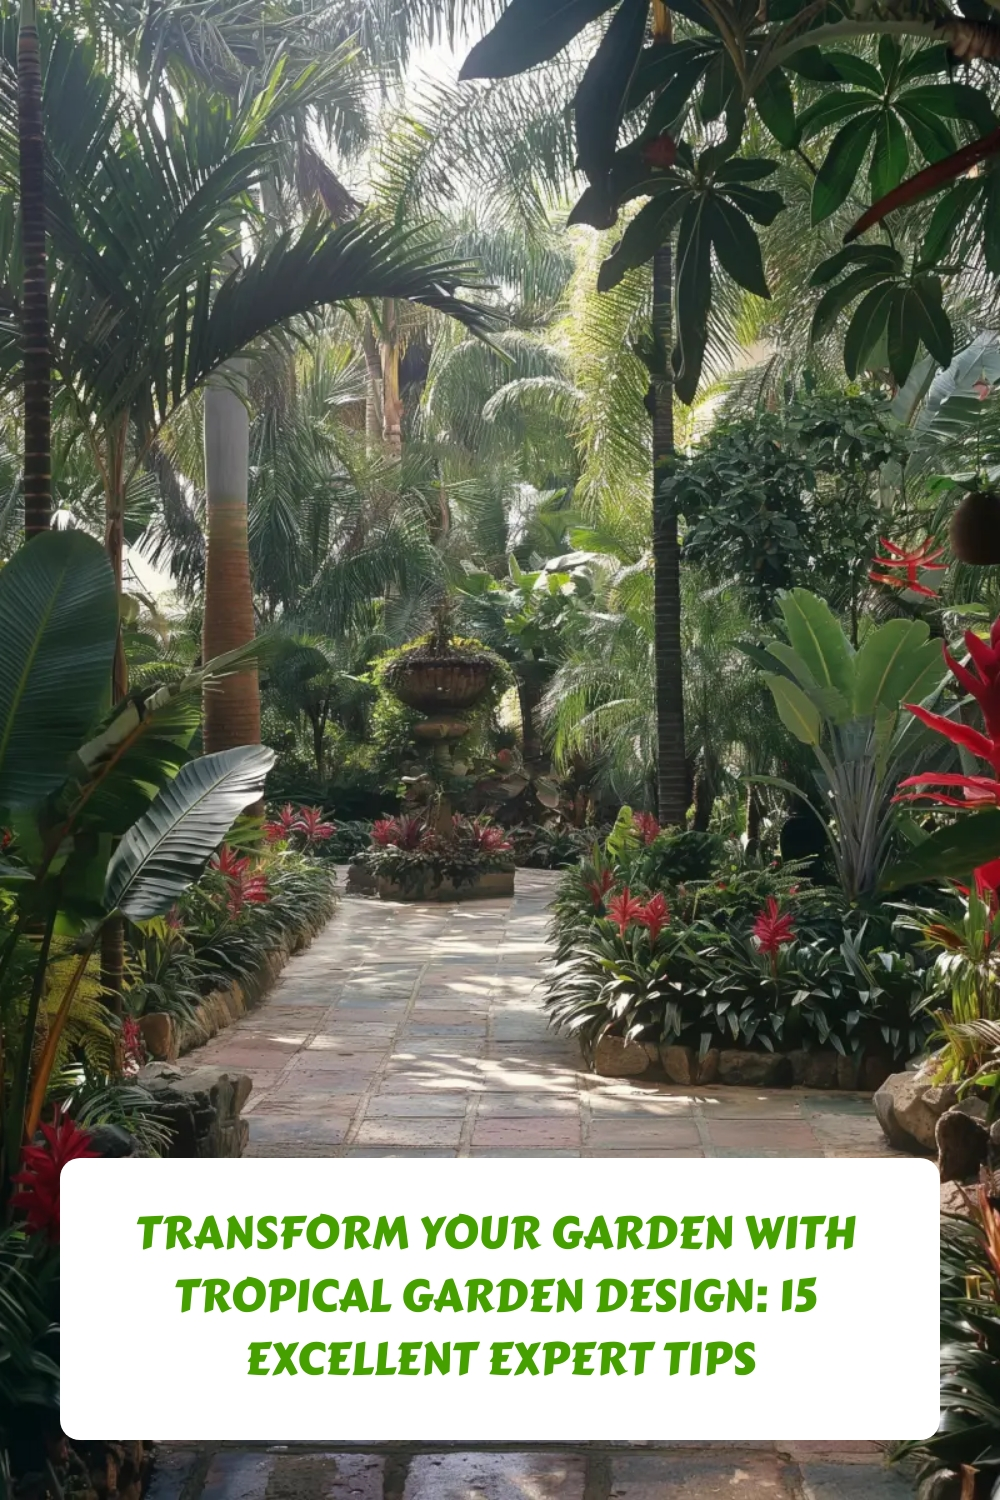 TRANSFORM YOUR GARDEN WITH
TROPICAL GARDEN DESIGN: 15
EXCELLENT EXPERT TIPS